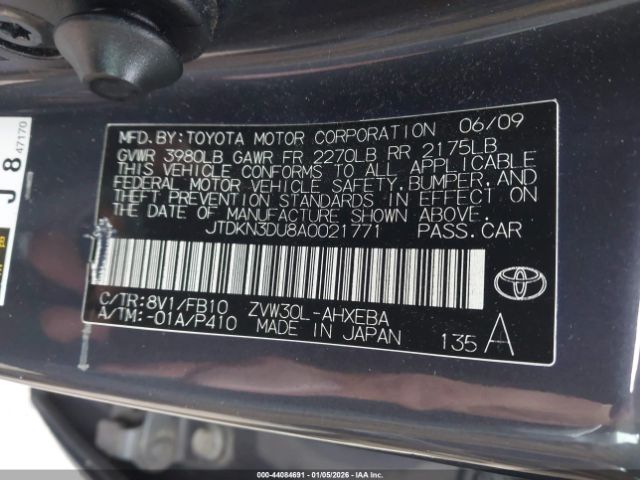 MFD. BY: TOYOTA MOTOR CORPORATION 06/09
GVWR 3980LB GAWR FR 2270LB RR 2175LB
THIS VEHICLE CONFORMS TO ALL APPLICABLE
FEDERAL MOTOR VEHICLE SAFETY, BUMPER, AND
THEFT PREVENTION STANDARDS IN EFFECT ON
THE DATE OF MANUFACTURE SHOWN ABOVE.
JTDKN3DU8A0021771 PASS.CAR
C/TR: 8V1/FB10 ZVW30L-AHXEBA
A/TM: -01A/P410 MADE IN JAPAN 135 A
TOYOTA
J 8 47170
000-44084691 - 01/05/2026 - IAAI.COM